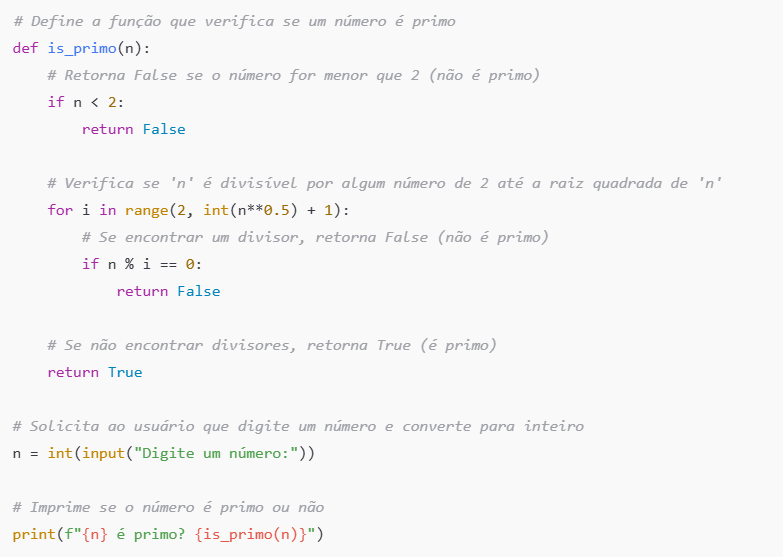 # Define a função que verifica se um número é primo
def is_primo(n):
    # Retorna False se o número for menor que 2 (não é primo)
    if n < 2:
        return False

    # Verifica se 'n' é divisível por algum número de 2 até a raiz quadrada de 'n'
    for i in range(2, int(n**0.5) + 1):
        # Se encontrar um divisor, retorna False (não é primo)
        if n % i == 0:
            return False

    # Se não encontrar divisores, retorna True (é primo)
    return True

# Solicita ao usuário que digite um número e converte para inteiro
n = int(input("Digite um número:"))

# Imprime se o número é primo ou não
print(f"{n} é primo? {is_primo(n)}")